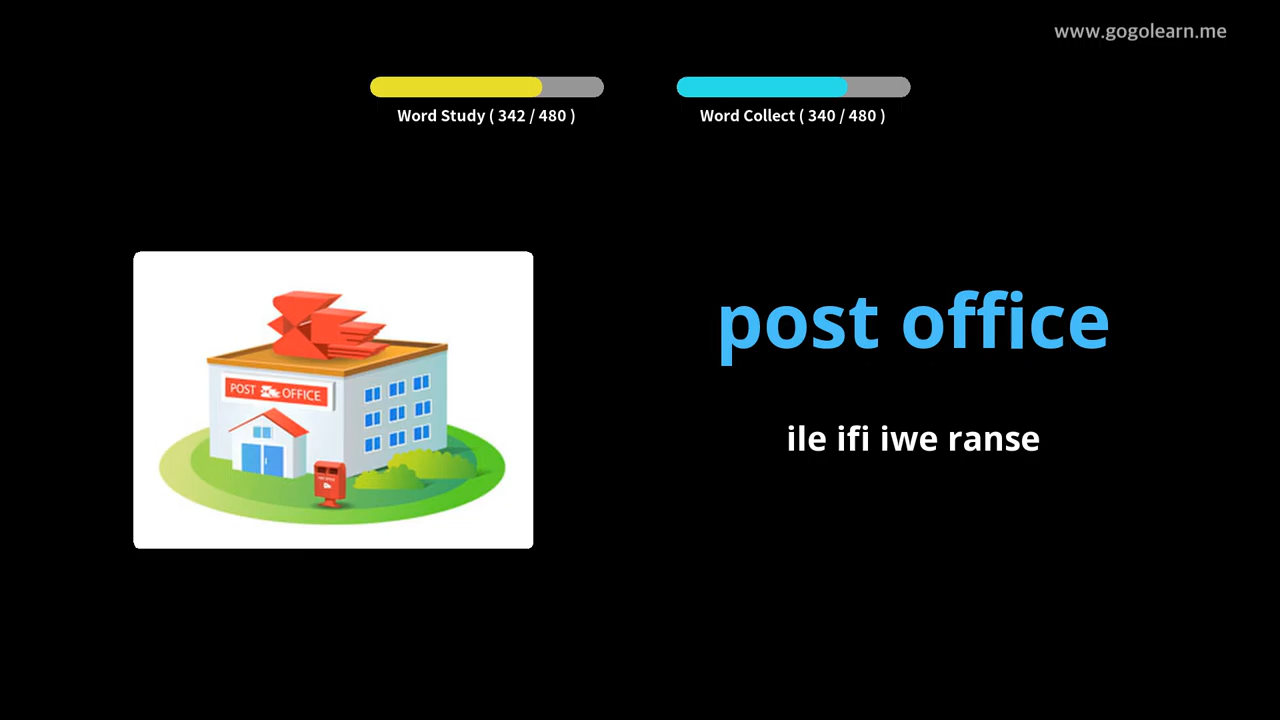 www.gogolearn.me
Word Study ( 342 / 480 )
Word Collect ( 340 / 480 )
POST OFFICE
post office
ile ifi iwe ranse